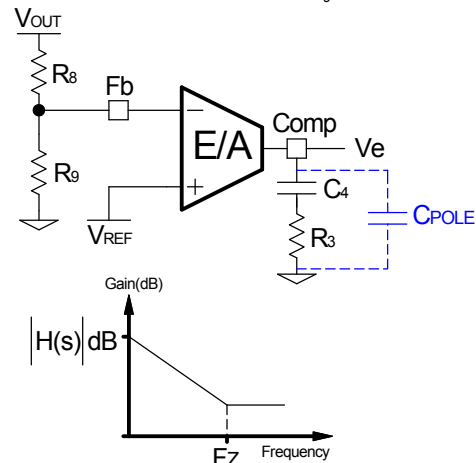 VOUT
R8
Fb
R9
VREF
−
+
E/A
Comp
Ve
C4
R3
CPOLE
Gain(dB)
|H(s)| dB
FZ
Frequency